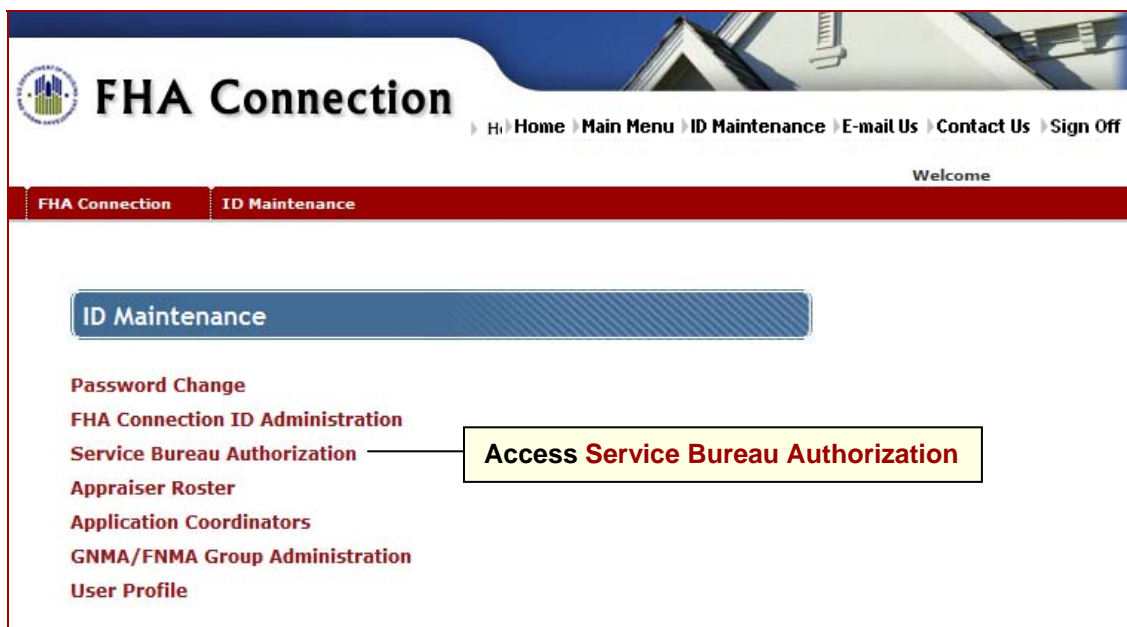 FHA Connection
H Home Main Menu ID Maintenance E-mail Us Contact Us Sign Off
Welcome
FHA Connection ID Maintenance
ID Maintenance
Password Change
FHA Connection ID Administration
Service Bureau Authorization
Access Service Bureau Authorization
Appraiser Roster
Application Coordinators
GNMA/FNMA Group Administration
User Profile